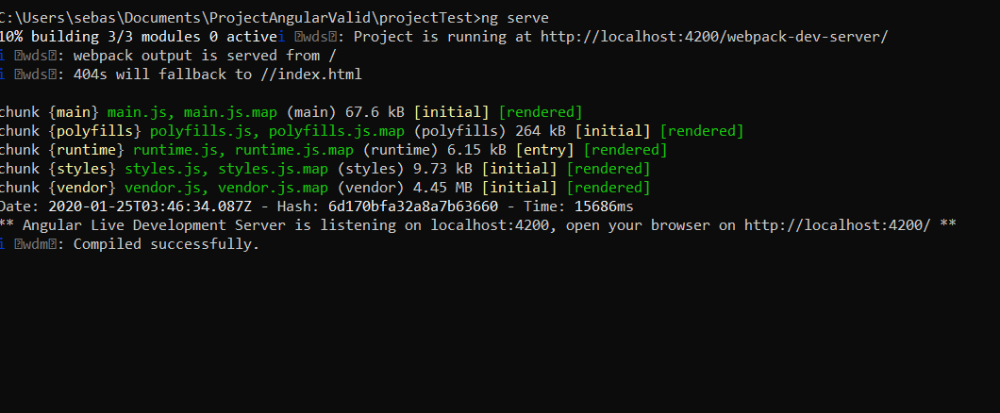 C:\Users\sebas\Documents\ProjectAngularValid\projectTest>ng serve
10% building 3/3 modules 0 activei ⍰wds⍰: Project is running at http://localhost:4200/webpack-dev-server/
i ⍰wds⍰: webpack output is served from /
i ⍰wds⍰: 404s will fallback to //index.html
chunk {main} main.js, main.js.map (main) 67.6 kB [initial] [rendered]
chunk {polyfills} polyfills.js, polyfills.js.map (polyfills) 264 kB [initial] [rendered]
chunk {runtime} runtime.js, runtime.js.map (runtime) 6.15 kB [entry] [rendered]
chunk {styles} styles.js, styles.js.map (styles) 9.73 kB [initial] [rendered]
chunk {vendor} vendor.js, vendor.js.map (vendor) 4.45 MB [initial] [rendered]
Date: 2020-01-25T03:46:34.087Z - Hash: 6d170bfa32a8a7b63660 - Time: 15686ms
** Angular Live Development Server is listening on localhost:4200, open your browser on http://localhost:4200/ **
i ⍰wdm⍰: Compiled successfully.